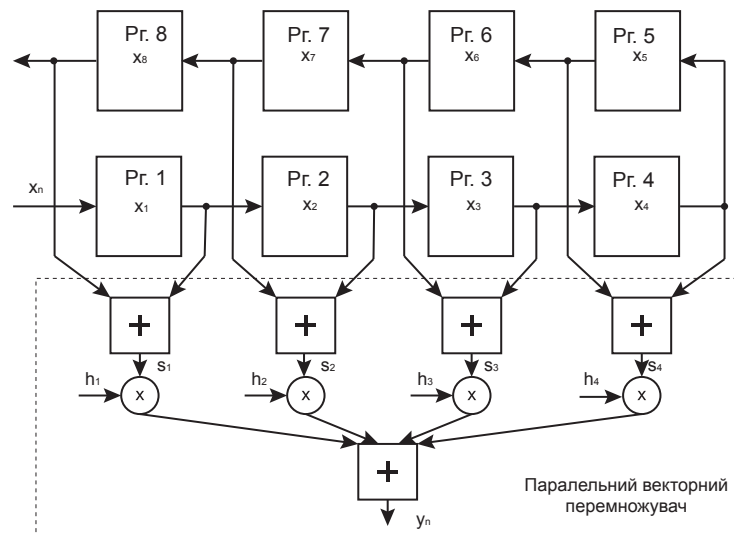 Рг. 8
x₈
Рг. 7
x₇
Рг. 6
x₆
Рг. 5
x₅
xₙ
Рг. 1
x₁
Рг. 2
x₂
Рг. 3
x₃
Рг. 4
x₄
+
+
+
+
s₁
s₂
s₃
s₄
h₁
x
h₂
x
h₃
x
h₄
x
+
Паралельний векторний
перемножувач
yₙ